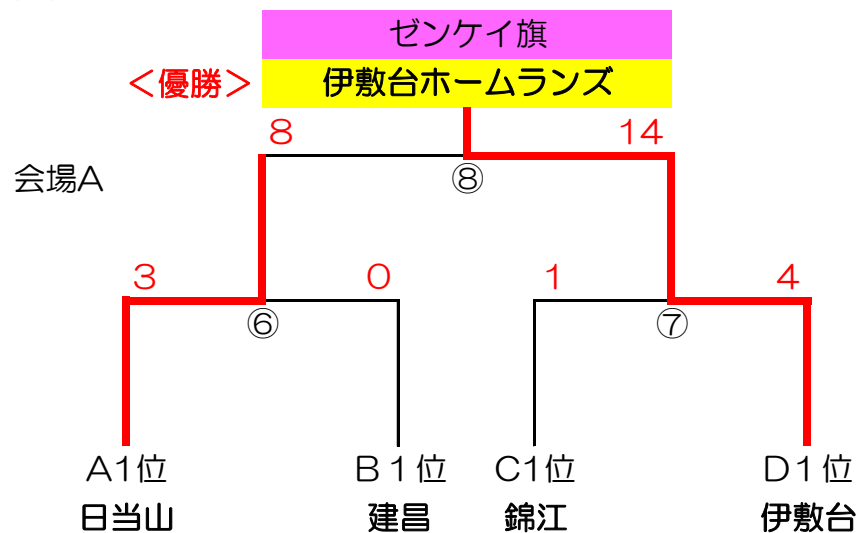 ゼンケイ旗
<優勝> 伊敷台ホームランズ
8 14
会場A
⑧
3 0 1 4
⑥ ⑦
A1位 B1位 C1位 D1位
日当山 建昌 錦江 伊敷台